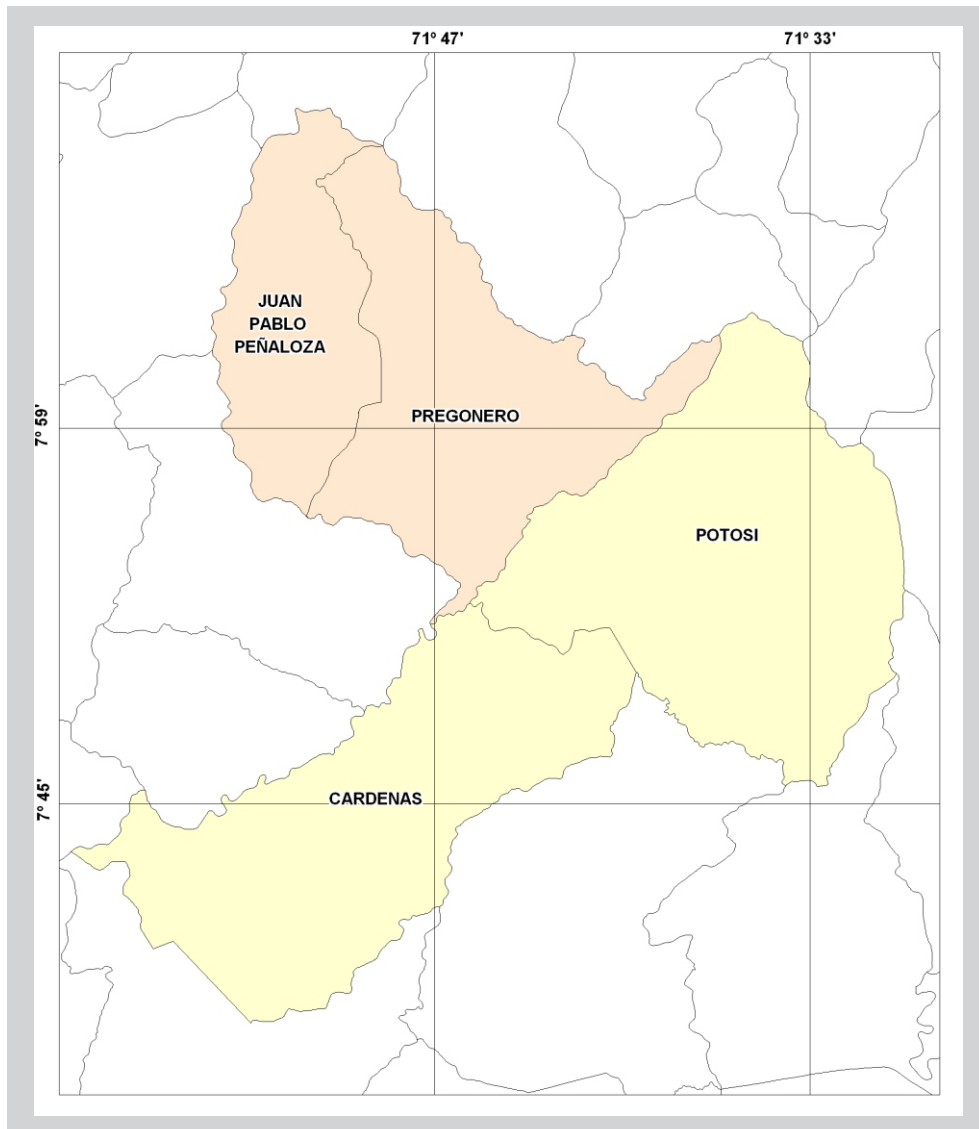 71º 47'
71º 33'
JUAN
PABLO
PEÑALOZA
PREGONERO
7º 59'
POTOSI
7º 45'
CARDENAS